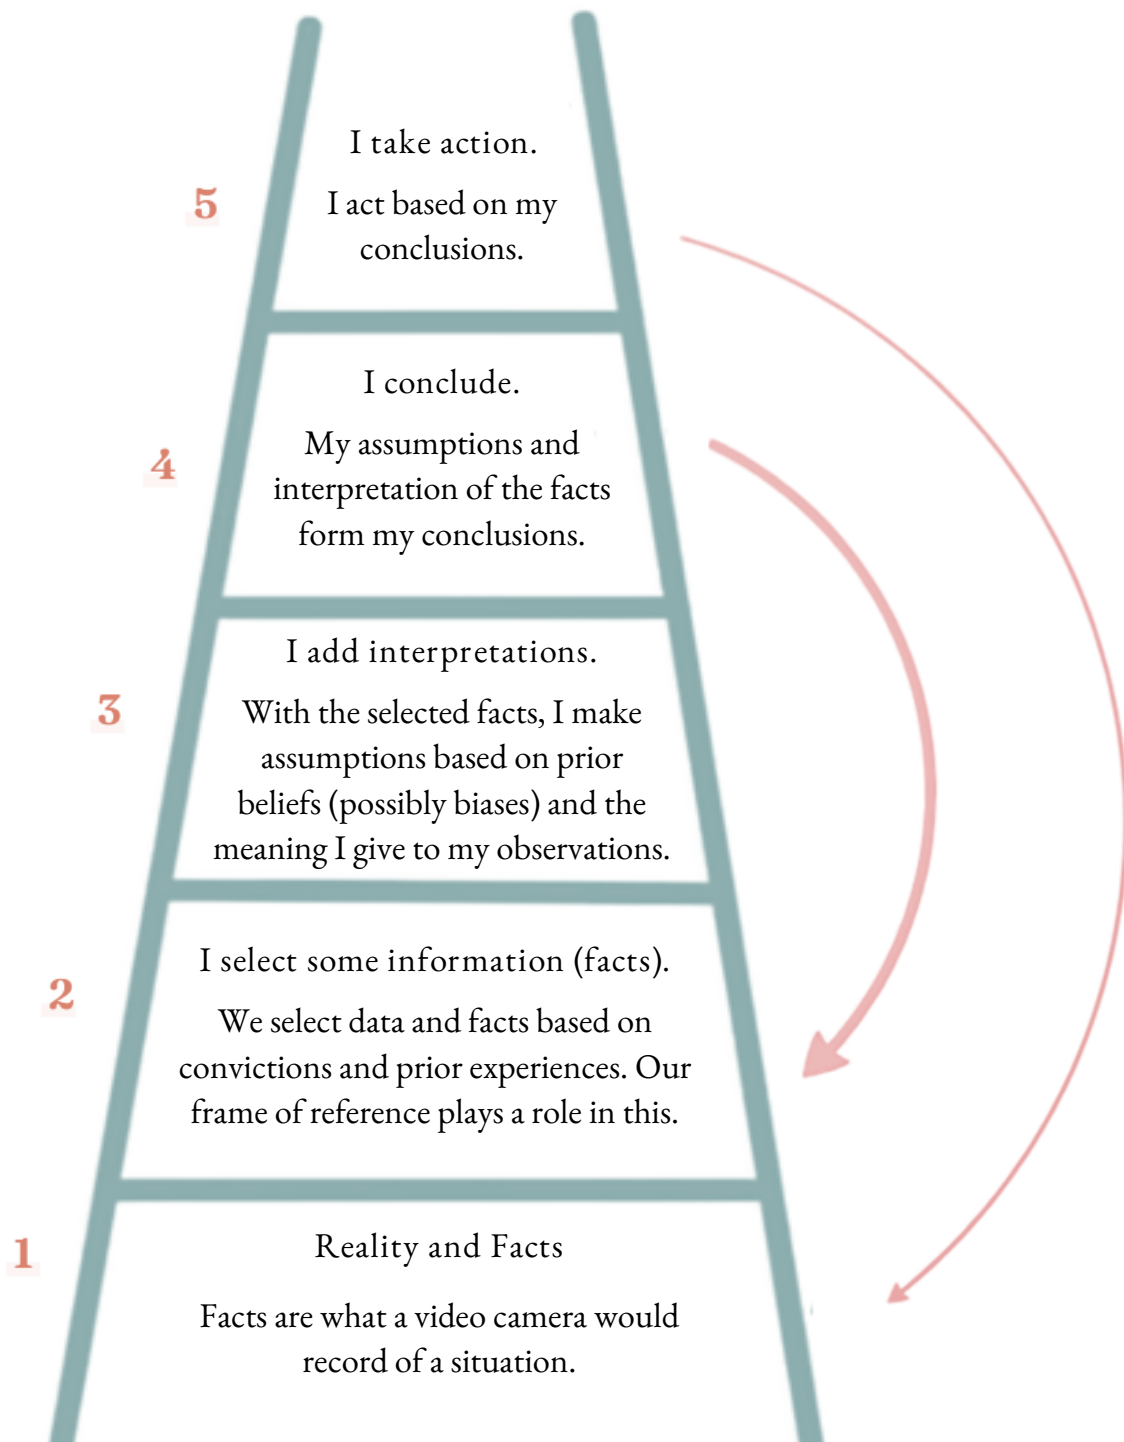 I take action.
5
I act based on my
conclusions.
I conclude.
4
My assumptions and
interpretation of the facts
form my conclusions.
I add interpretations.
3
With the selected facts, I make
assumptions based on prior
beliefs (possibly biases) and the
meaning I give to my observations.
I select some information (facts).
2
We select data and facts based on
convictions and prior experiences. Our
frame of reference plays a role in this.
1
Reality and Facts
Facts are what a video camera would
record of a situation.